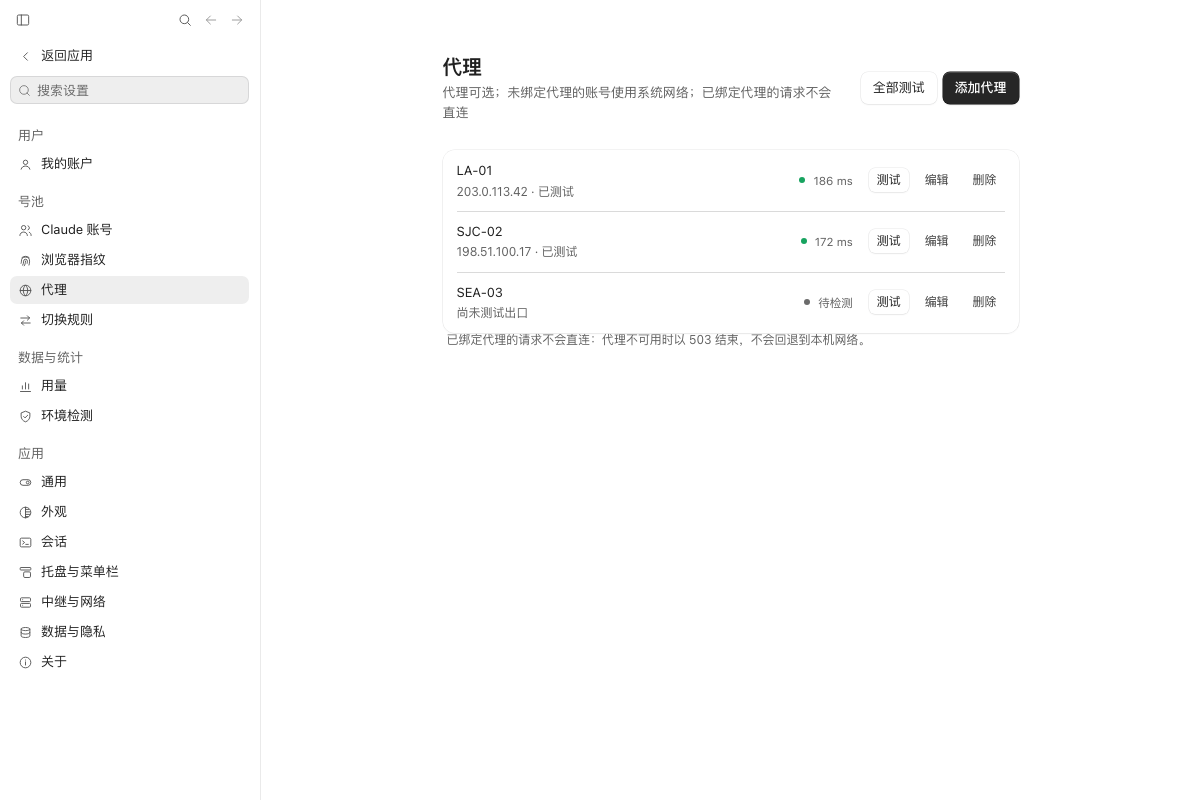 返回应用
搜索设置
用户
我的账户
号池
Claude 账号
浏览器指纹
代理
切换规则
数据与统计
用量
环境检测
应用
通用
外观
会话
托盘与菜单栏
中继与网络
数据与隐私
关于
代理
代理可选；未绑定代理的账号使用系统网络；已绑定代理的请求不会
直连
全部测试
添加代理
LA-01
203.0.113.42 · 已测试
186 ms
测试
编辑
删除
SJC-02
198.51.100.17 · 已测试
172 ms
测试
编辑
删除
SEA-03
尚未测试出口
待检测
测试
编辑
删除
已绑定代理的请求不会直连：代理不可用时以 503 结束，不会回退到本机网络。